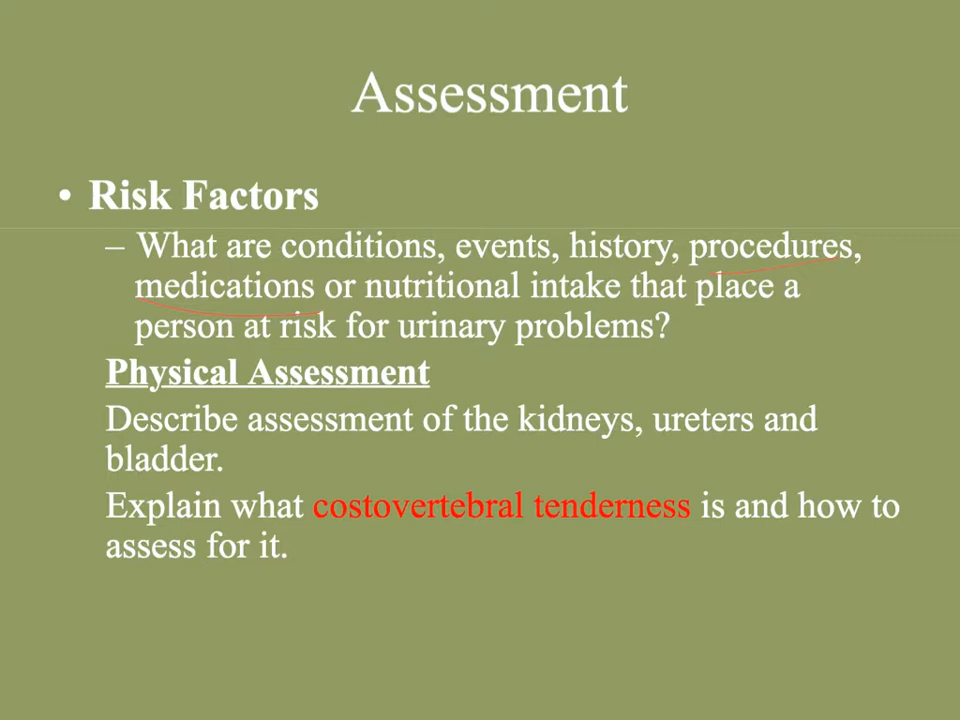 Assessment
• Risk Factors
– What are conditions, events, history, procedures,
medications or nutritional intake that place a
person at risk for urinary problems?
Physical Assessment
Describe assessment of the kidneys, ureters and
bladder.
Explain what costovertebral tenderness is and how to
assess for it.